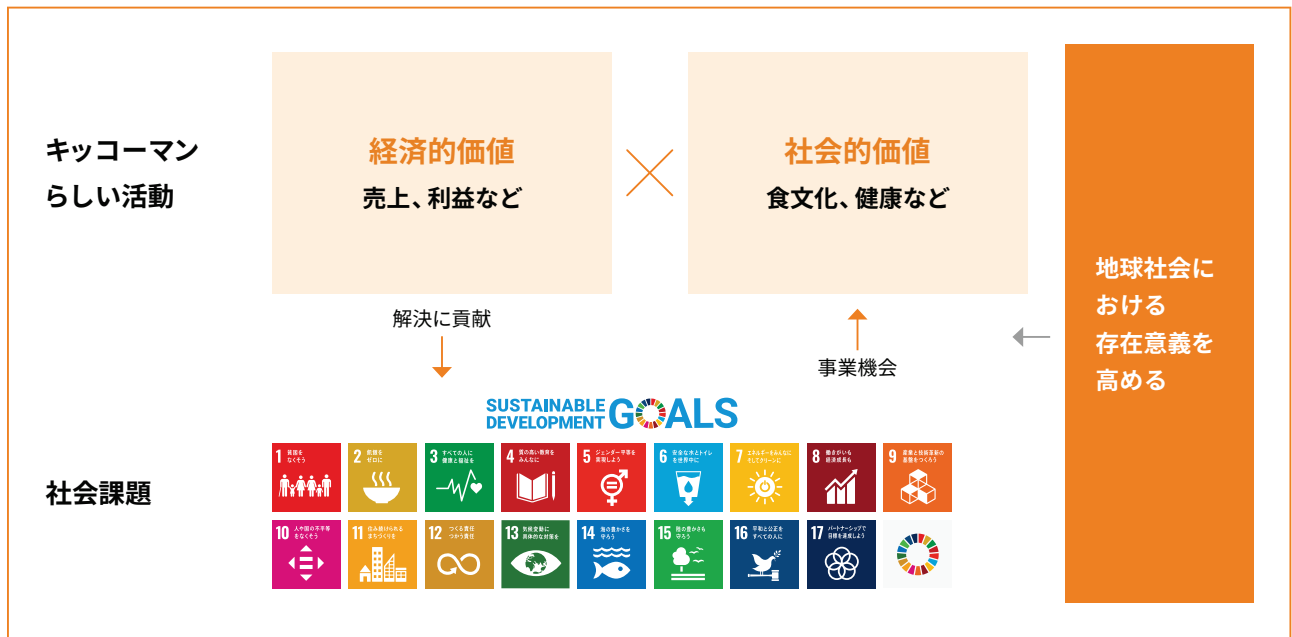 キッコーマン
らしい活動
経済的価値
売上、利益など
社会的価値
食文化、健康など
地球社会に
おける
存在意義を
高める
解決に貢献
事業機会
SUSTAINABLE
DEVELOPMENT
GOALS
社会課題
1 貧困を
なくそう
2 飢餓を
ゼロに
3 すべての人に
健康と福祉を
4 質の高い教育を
みんなに
5 ジェンダー平等を
実現しよう
6 安全な水とトイレ
を世界中に
7 エネルギーをみんなに
そしてクリーンに
8 働きがいも
経済成長も
9 産業と技術革新の
基盤をつくろう
10 人や国の不平等
をなくそう
11 住み続けられる
まちづくりを
12 つくる責任
つかう責任
13 気候変動に
具体的な対策を
14 海の豊かさを
守ろう
15 陸の豊かさも
守ろう
16 平和と公正を
すべての人に
17 パートナーシップで
目標を達成しよう